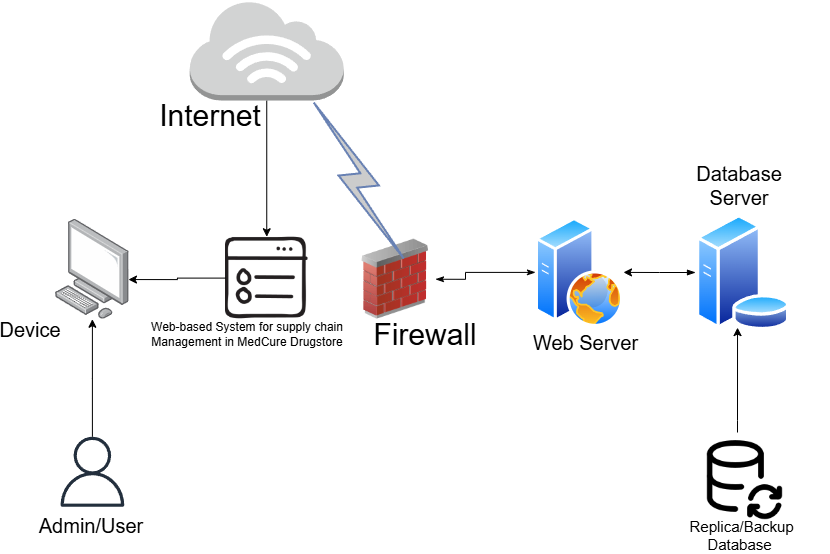 Internet
Database
Server
Device
Web-based System for supply chain
Management in MedCure Drugstore
Firewall
Web Server
Admin/User
Replica/Backup
Database